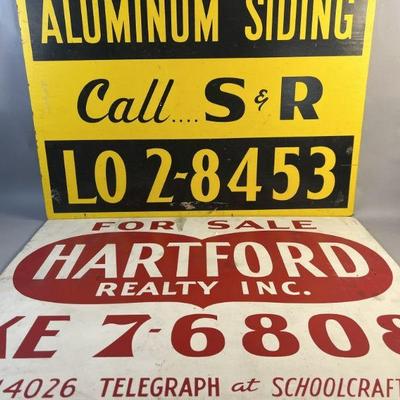 ALUMINUM SIDING
Call.... S & R
LO 2-8453
FOR SALE
HARTFORD
REALTY INC.
KE 7-6808
14026 TELEGRAPH at SCHOOLCRAFT